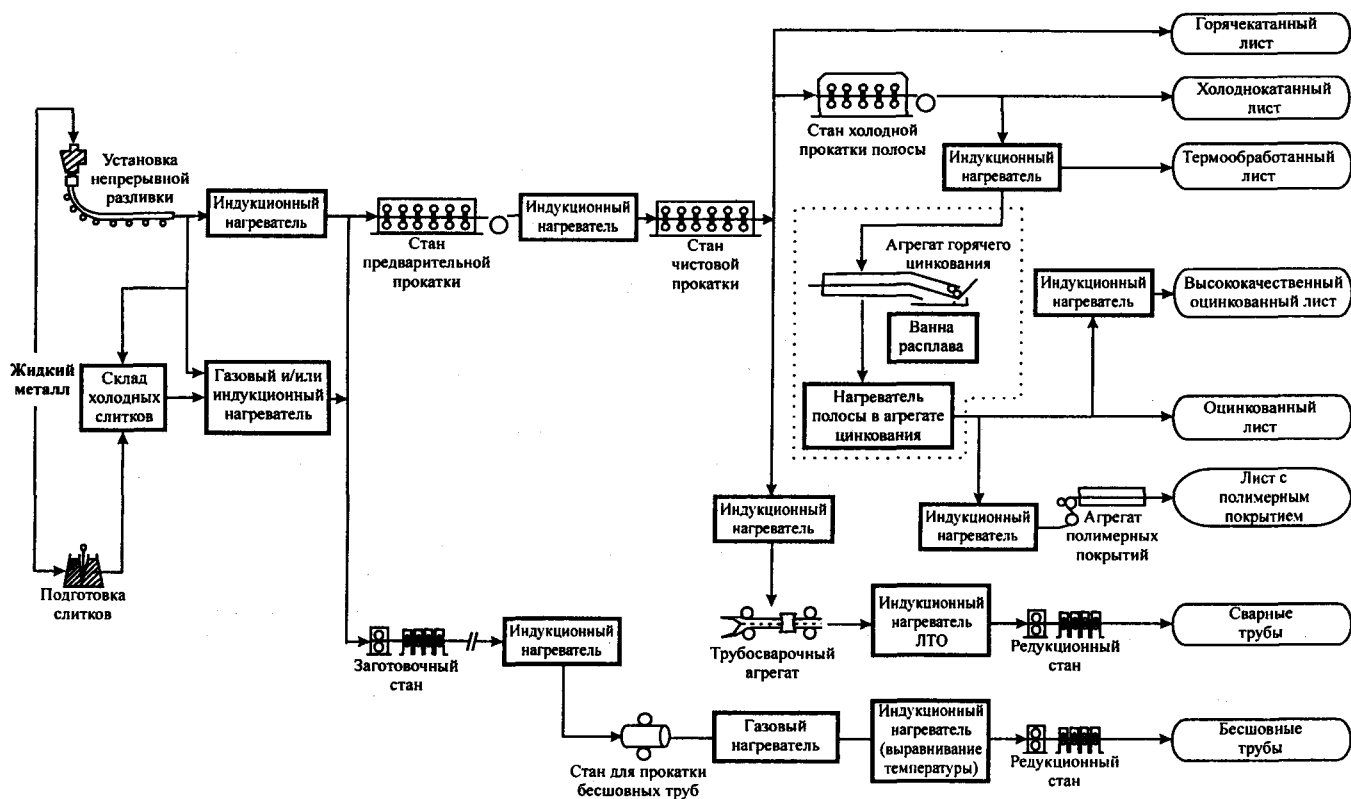 Горячекатанный
лист
Холоднокатанный
лист
Стан холодной
прокатки полосы
Индукционный
нагреватель
Термообработанный
лист
Установка
непрерывной
разливки
Индукционный
нагреватель
Стан
предварительной
прокатки
Индукционный
нагреватель
Стан
чистовой
прокатки
Агрегат горячего
цинкования
Ванна
расплава
Индукционный
нагреватель
Высококачественный
оцинкованный лист
Жидкий
металл
Склад
холодных
слитков
Газовый и/или
индукционный
нагреватель
Нагреватель
полосы в агрегате
цинкования
Оцинкованный
лист
Индукционный
нагреватель
Индукционный
нагреватель
Агрегат
полимерных
покрытий
Лист с
полимерным
покрытием
Подготовка
слитков
Заготовочный
стан
Индукционный
нагреватель
Трубосварочный
агрегат
Индукционный
нагреватель
ЛТО
Редукционный
стан
Сварные
трубы
Стан для прокатки
бесшовных труб
Газовый
нагреватель
Индукционный
нагреватель
(выравнивание
температуры)
Редукционный
стан
Бесшовные
трубы